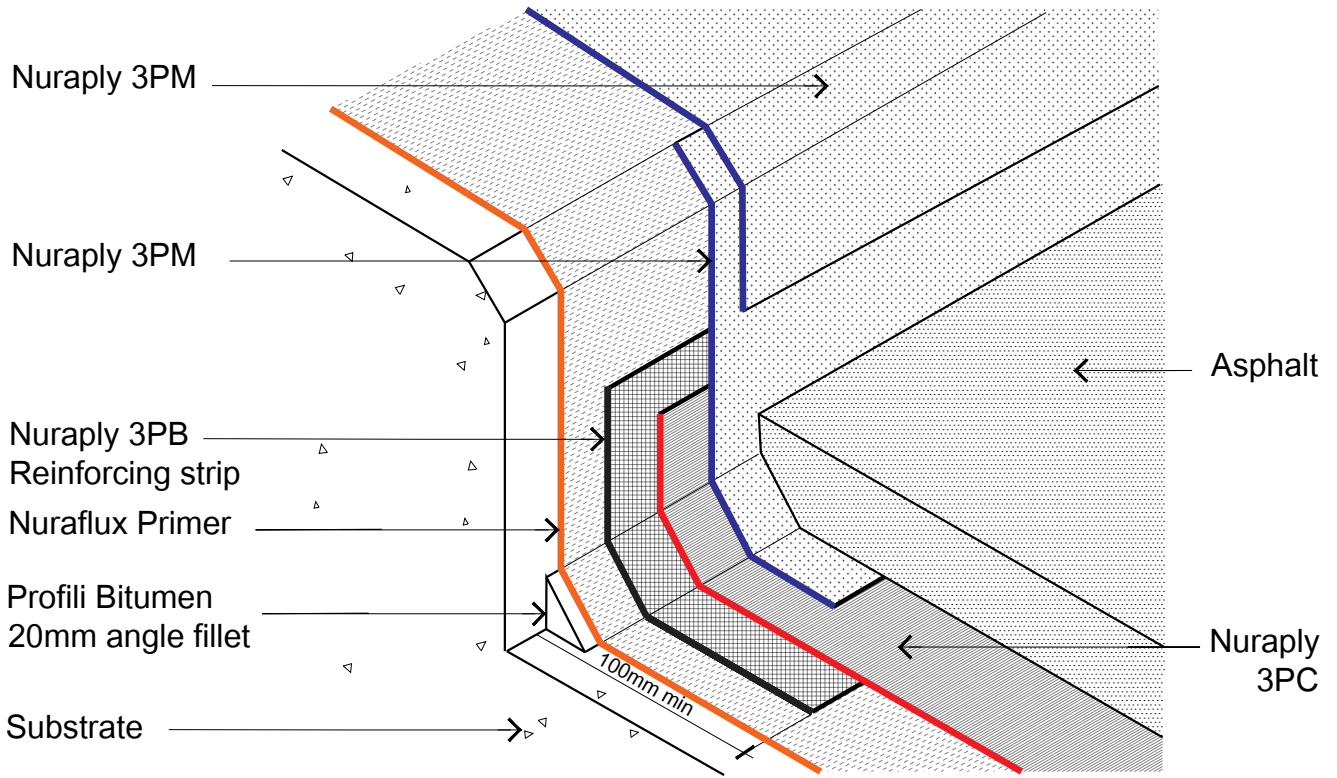 Nuraply 3PM
Nuraply 3PM
Asphalt
Nuraply 3PB
Reinforcing strip
Nuraflux Primer
Profili Bitumen
20mm angle fillet
100mm min
Nuraply
3PC
Substrate